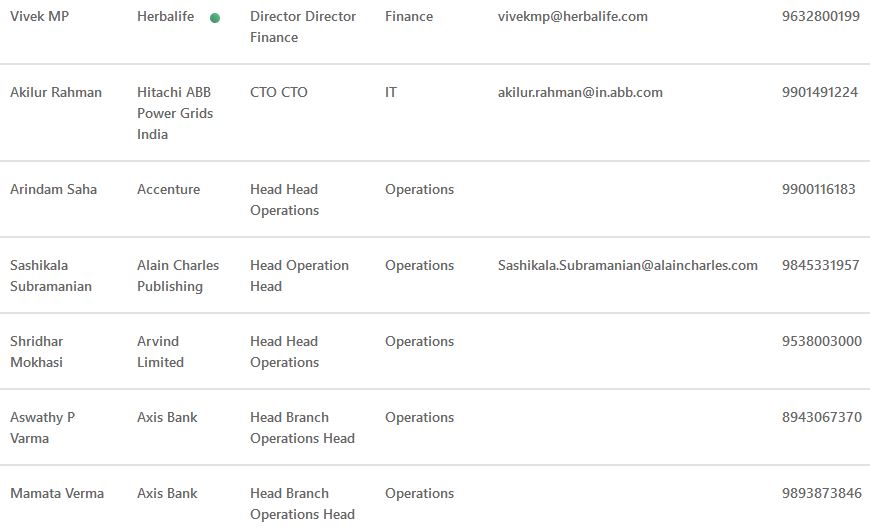 Vivek MP Herbalife Director Director Finance vivekmp@herbalife.com 9632800199
Finance
Akilur Rahman Hitachi ABB CTO CTO IT akilur.rahman@in.abb.com 9901491224
Power Grids
India
Arindam Saha Accenture Head Head Operations 9900116183
Operations
Sashikala Alain Charles Head Operation Operations Sashikala.Subramanian@alaincharles.com 9845331957
Subramanian Publishing Head
Shridhar Arvind Head Head Operations 9538003000
Mokhasi Limited Operations
Aswathy P Axis Bank Head Branch Operations 8943067370
Varma Operations Head
Mamata Verma Axis Bank Head Branch Operations 9893873846
Operations Head